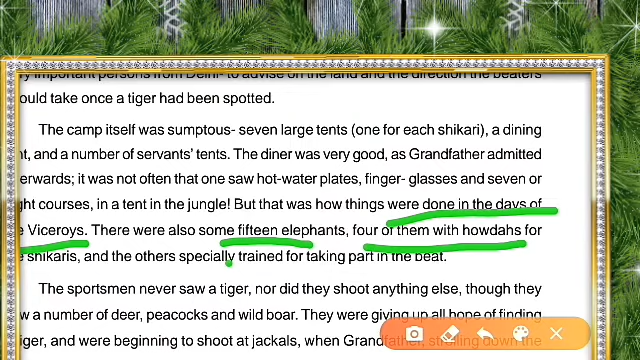 important persons from Delhi- to advise on the land and the direction the beaters
ould take once a tiger had been spotted.
The camp itself was sumptous- seven large tents (one for each shikari), a dining
nt, and a number of servants' tents. The diner was very good, as Grandfather admitted
erwards; it was not often that one saw hot-water plates, finger- glasses and seven or
ght courses, in a tent in the jungle! But that was how things were done in the days of
e Viceroys. There were also some fifteen elephants, four of them with howdahs for
e shikaris, and the others specially trained for taking part in the beat.
The sportsmen never saw a tiger, nor did they shoot anything else, though they
w a number of deer, peacocks and wild boar. They were giving up all hope of finding
iger, and were beginning to shoot at jackals, when Grandfather, strolling down the